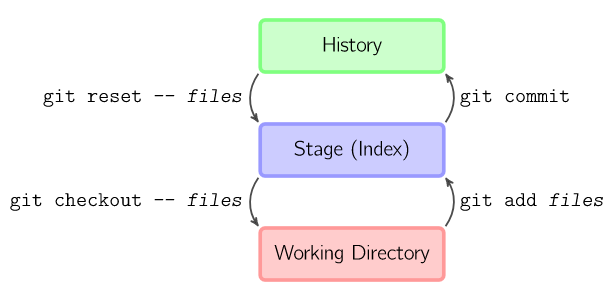 History
git reset -- files
git commit
Stage (Index)
git checkout -- files
git add files
Working Directory